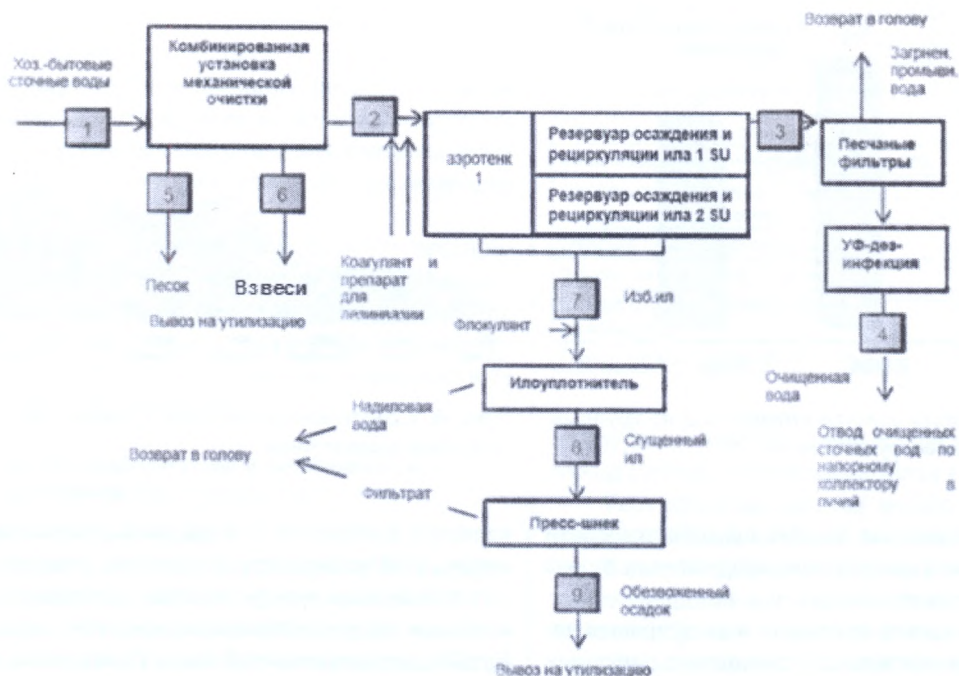 Возврат в голову
Хоз.-бытовые
сточные воды
Комбинированная
установка
механической
очистки
Загрнен.
промывн.
вода
1
2
3
аэротенк
1
Резервуар осаждения и
рециркуляции ила 1 SU
Резервуар осаждения и
рециркуляции ила 2 SU
Песчаные
фильтры
5
6
УФ-дез-
инфекция
Песок
Взвеси
Вывоз на утилизацию
Коагулянт и
препарат
для
дезинвазии
7
Изб.ил
Флокулянт
4
Очищенная
вода
Илоуплотнитель
Надиловая
вода
Возврат в голову
8
Сгущенный
ил
Отвод очищенных
сточных вод по
напорному
коллектору в
ручей
Фильтрат
Пресс-шнек
9
Обезвоженный
осадок
Вывоз на утилизацию